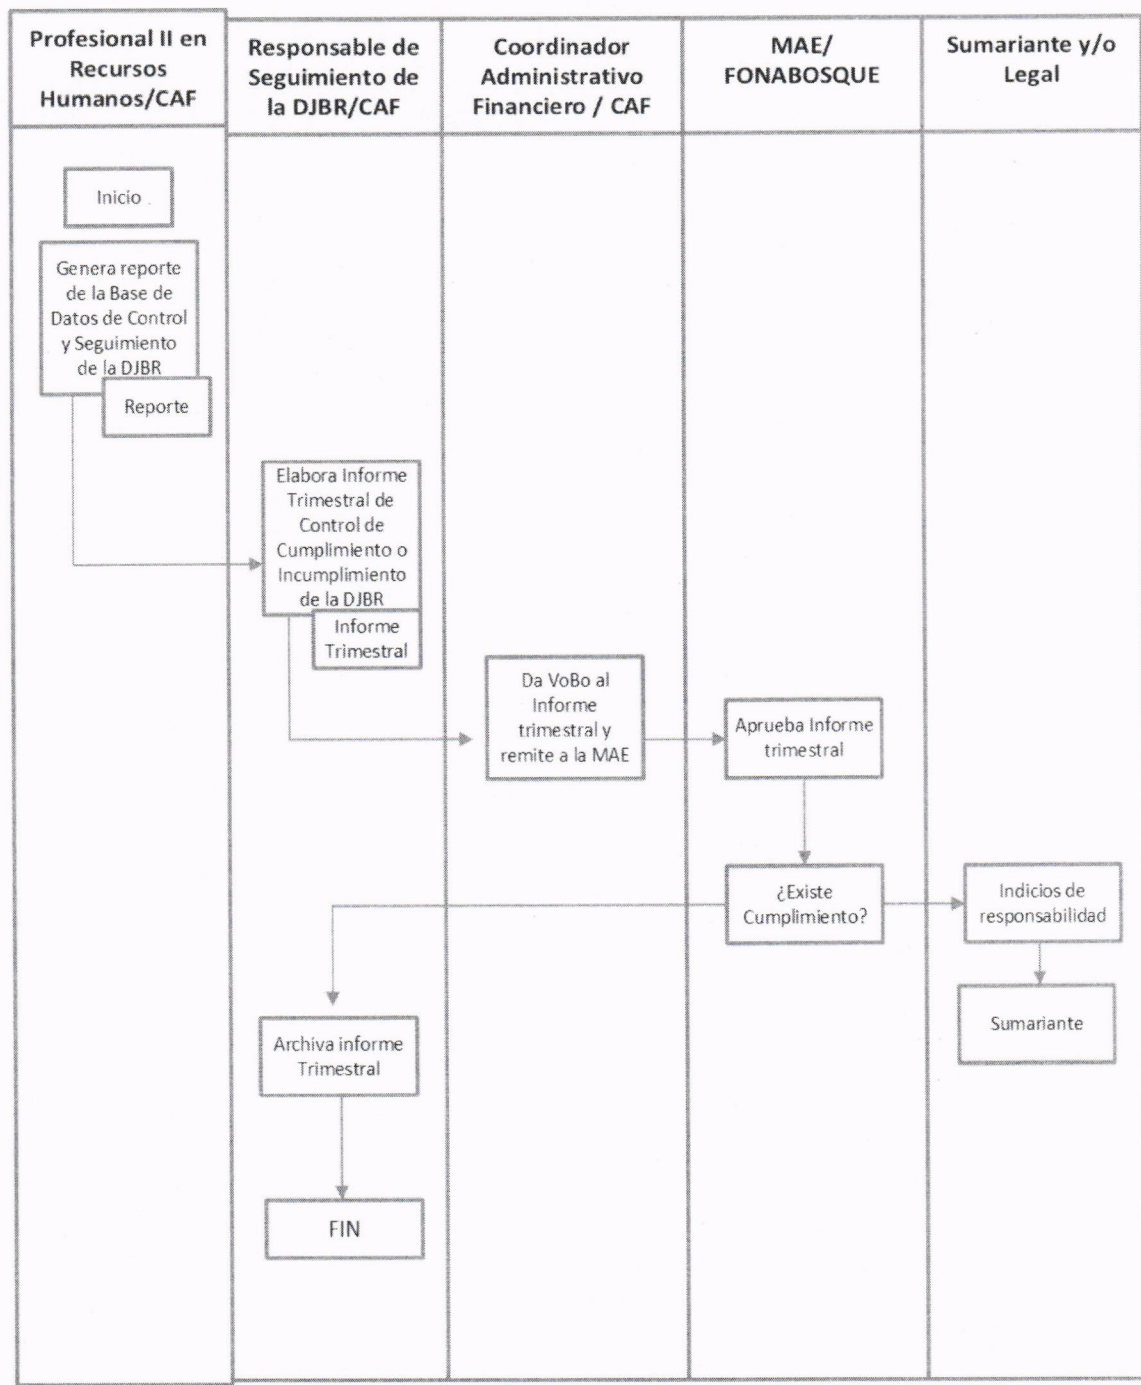 Profesional II en
Recursos
Humanos/CAF
Responsable de
Seguimiento de
la DJBR/CAF
Coordinador
Administrativo
Financiero / CAF
MAE/
FONABOSQUE
Sumariante y/o
Legal
Inicio
Genera reporte
de la Base de
Datos de Control
y Seguimiento
de la DJBR
Reporte
Elabora Informe
Trimestral de
Control de
Cumplimiento o
Incumplimiento
de la DJBR
Informe
Trimestral
Da VoBo al
Informe
trimestral y
remite a la MAE
Aprueba Informe
trimestral
¿Existe
Cumplimiento?
Indicios de
responsabilidad
Sumariante
Archiva informe
Trimestral
FIN